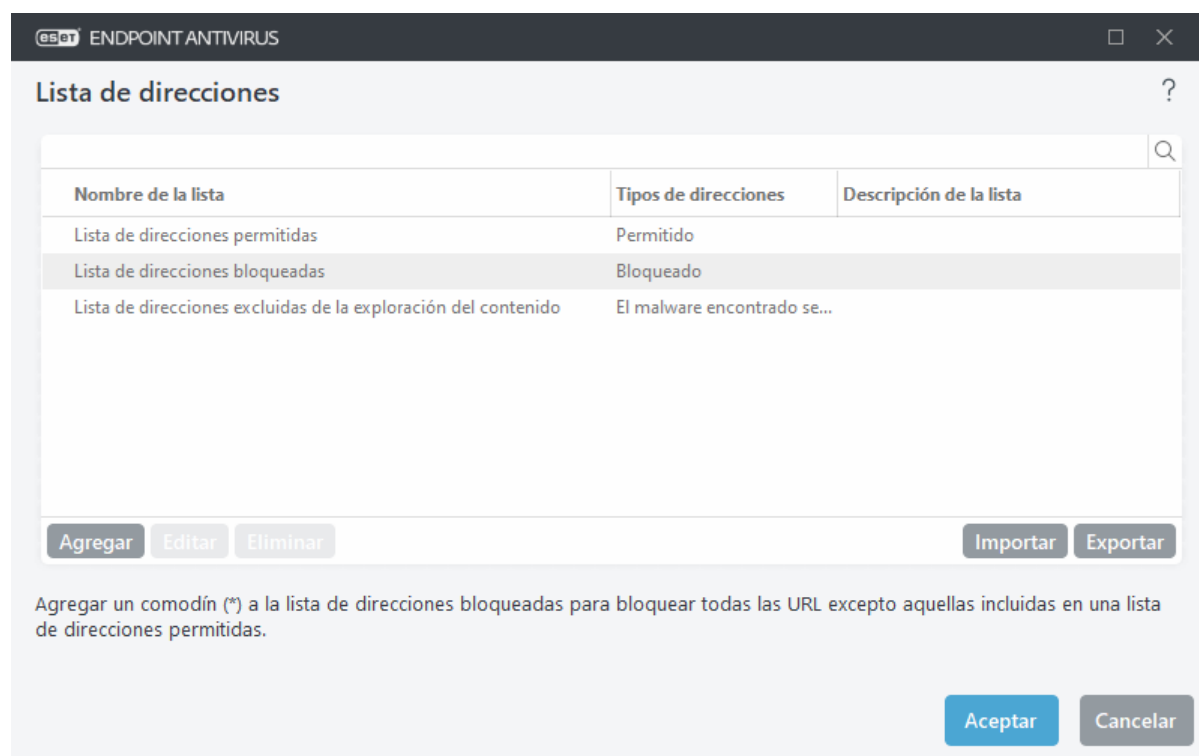 eset ENDPOINT ANTIVIRUS
Lista de direcciones ?
Nombre de la lista Tipos de direcciones Descripción de la lista
Lista de direcciones permitidas Permitido
Lista de direcciones bloqueadas Bloqueado
Lista de direcciones excluidas de la exploración del contenido El malware encontrado se...
Agregar Editar Eliminar Importar Exportar
Agregar un comodín (*) a la lista de direcciones bloqueadas para bloquear todas las URL excepto aquellas incluidas en una lista
de direcciones permitidas.
Aceptar Cancelar